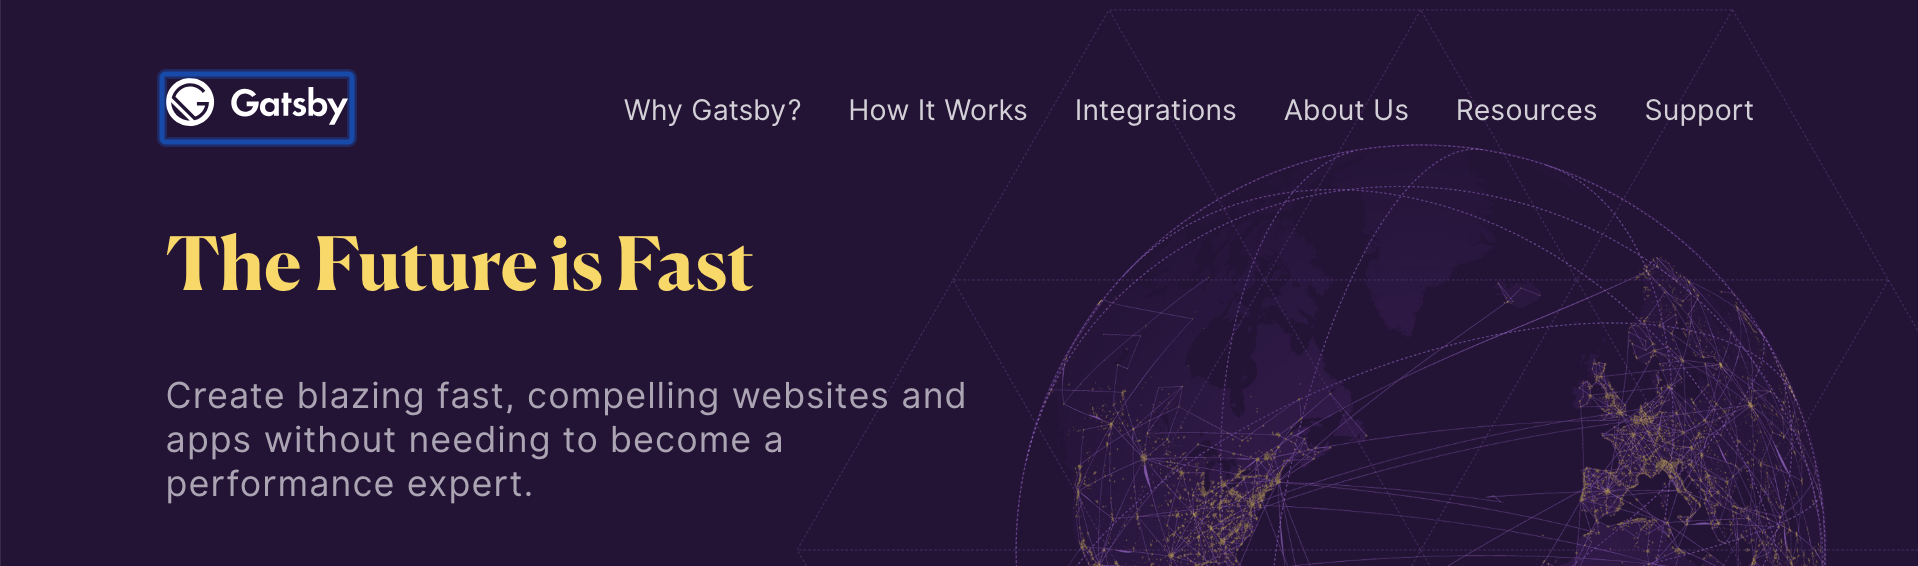 Gatsby
Why Gatsby? How It Works Integrations About Us Resources Support
The Future is Fast
Create blazing fast, compelling websites and
apps without needing to become a
performance expert.